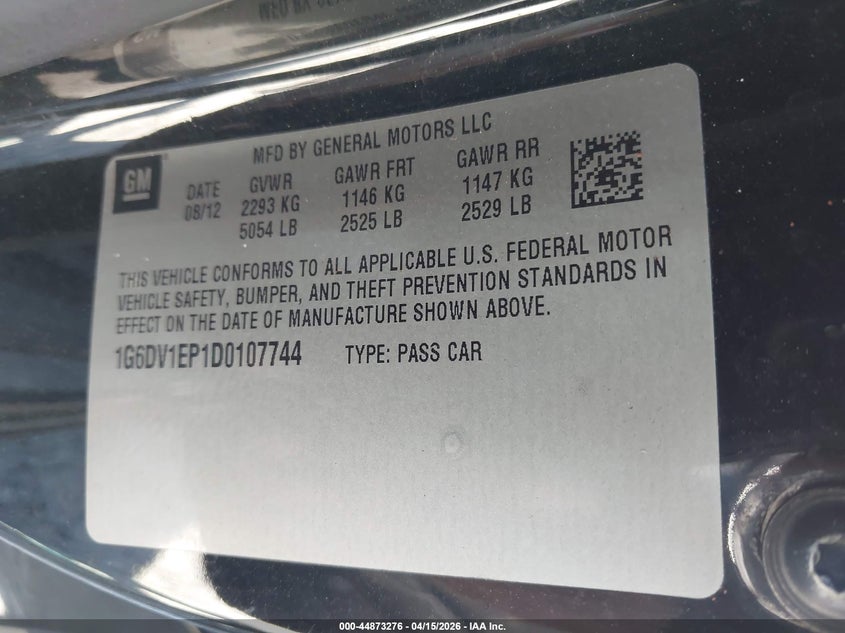 MFD BY GENERAL MOTORS LLC
GM
DATE GVWR GAWR FRT GAWR RR
08/12 2293 KG 1146 KG 1147 KG
5054 LB 2525 LB 2529 LB
THIS VEHICLE CONFORMS TO ALL APPLICABLE U.S. FEDERAL MOTOR
VEHICLE SAFETY, BUMPER, AND THEFT PREVENTION STANDARDS IN
EFFECT ON THE DATE OF MANUFACTURE SHOWN ABOVE.
1G6DV1EP1D0107744 TYPE: PASS CAR
000-44873276 - 04/15/2026 - IAA Inc.